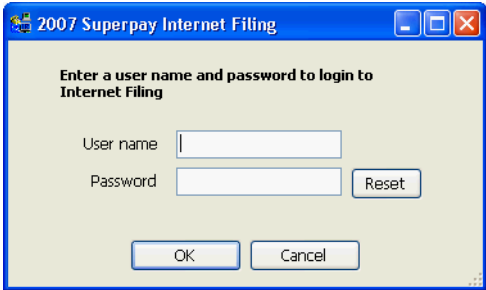 2007 Superpay Internet Filing
Enter a user name and password to login to
Internet Filing
User name
Password
Reset
OK
Cancel